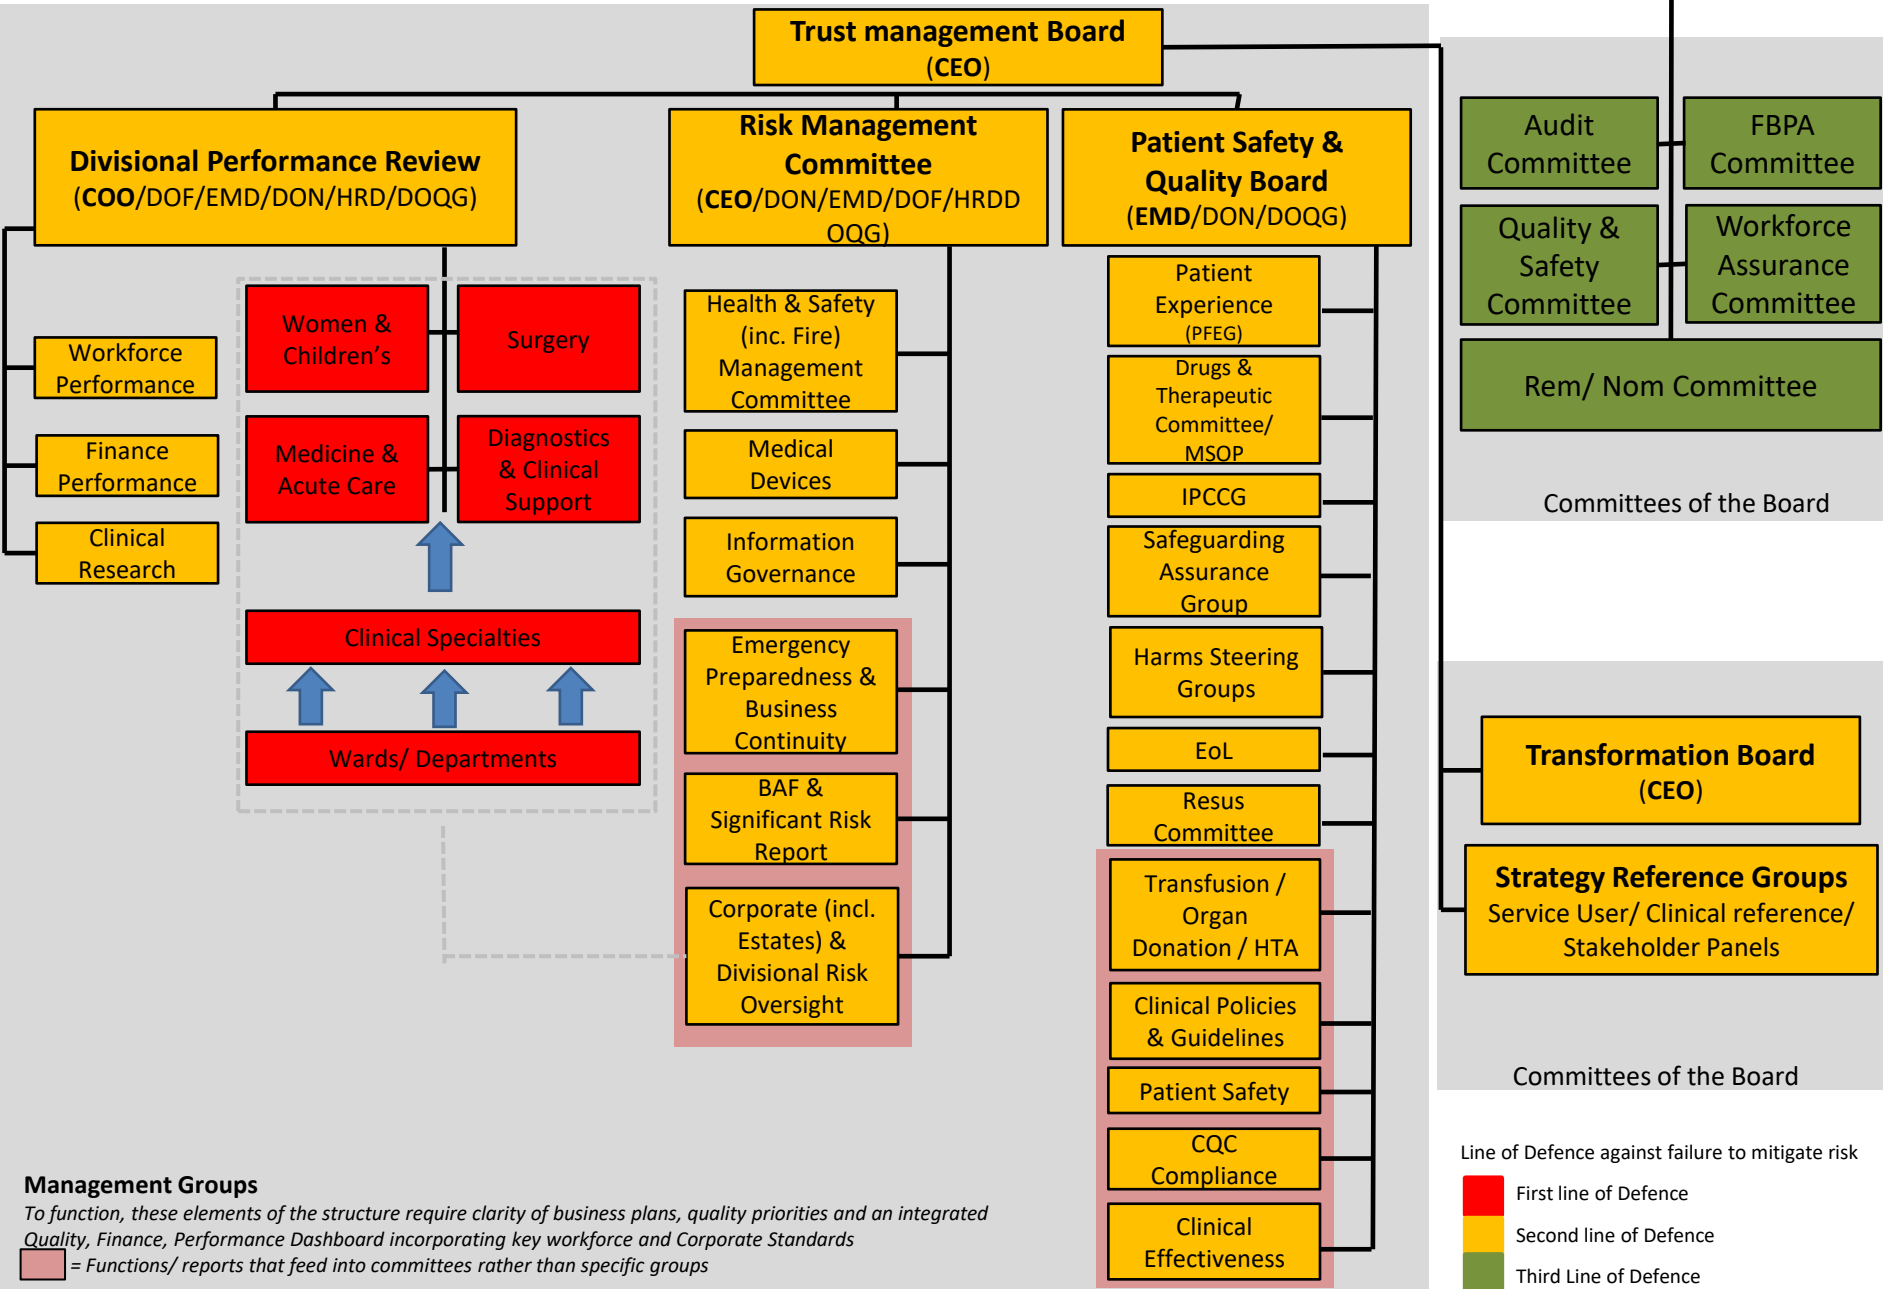 Trust management Board
(CEO)
Divisional Performance Review
(COO/DOF/EMD/DON/HRD/DOQG)
Risk Management
Committee
(CEO/DON/EMD/DOF/HRDD
OQG)
Patient Safety &
Quality Board
(EMD/DON/DOQG)
Workforce
Performance
Finance
Performance
Clinical
Research
Women &
Children's
Surgery
Medicine &
Acute Care
Diagnostics
& Clinical
Support
Clinical Specialties
Wards/ Departments
Health & Safety
(inc. Fire)
Management
Committee
Medical
Devices
Information
Governance
Emergency
Preparedness &
Business
Continuity
BAF &
Significant Risk
Report
Corporate (incl.
Estates) &
Divisional Risk
Oversight
Patient
Experience
(PFEG)
Drugs &
Therapeutic
Committee/
MSOP
IPCCG
Safeguarding
Assurance
Group
Harms Steering
Groups
EoL
Resus
Committee
Transfusion /
Organ
Donation / HTA
Clinical Policies
& Guidelines
Patient Safety
CQC
Compliance
Clinical
Effectiveness
Audit
Committee
FBPA
Committee
Quality &
Safety
Committee
Workforce
Assurance
Committee
Rem/ Nom Committee
Committees of the Board
Transformation Board
(CEO)
Strategy Reference Groups
Service User/ Clinical reference/
Stakeholder Panels
Committees of the Board
Management Groups
To function, these elements of the structure require clarity of business plans, quality priorities and an integrated
Quality, Finance, Performance Dashboard incorporating key workforce and Corporate Standards
= Functions/ reports that feed into committees rather than specific groups
Line of Defence against failure to mitigate risk
First line of Defence
Second line of Defence
Third Line of Defence